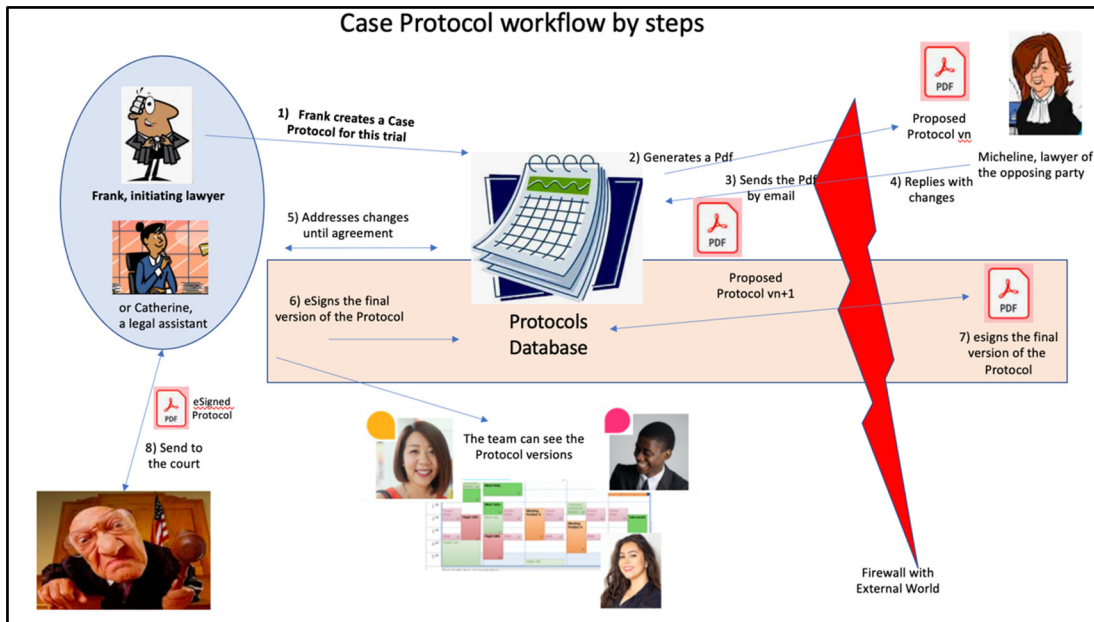 Case Protocol workflow by steps
1) Frank creates a Case
Protocol for this trial
Frank, initiating lawyer
or Catherine,
a legal assistant
2) Generates a Pdf
3) Sends the Pdf
by email
PDF
Proposed
Protocol vn
Micheline, lawyer of
the opposing party
4) Replies with
changes
PDF
Proposed
Protocol vn+1
5) Addresses changes
until agreement
6) eSigns the final
version of the Protocol
Protocols
Database
PDF
7) esigns the final
version of the
Protocol
PDF
eSigned
Protocol
8) Send to
the court
The team can see the
Protocol versions
Firewall with
External World